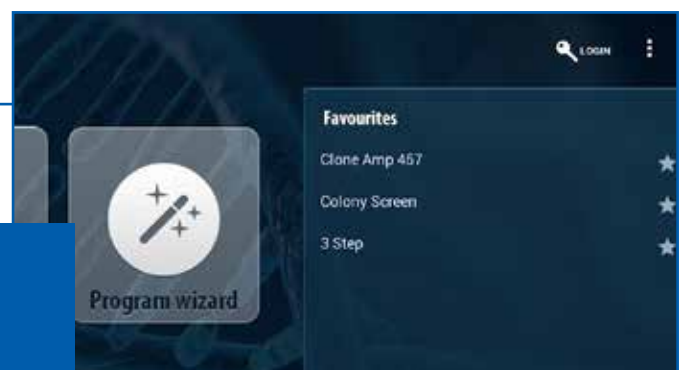 LOGIN
Favourites
Clone Amp 457
Colony Screen
3 Step
Program wizard